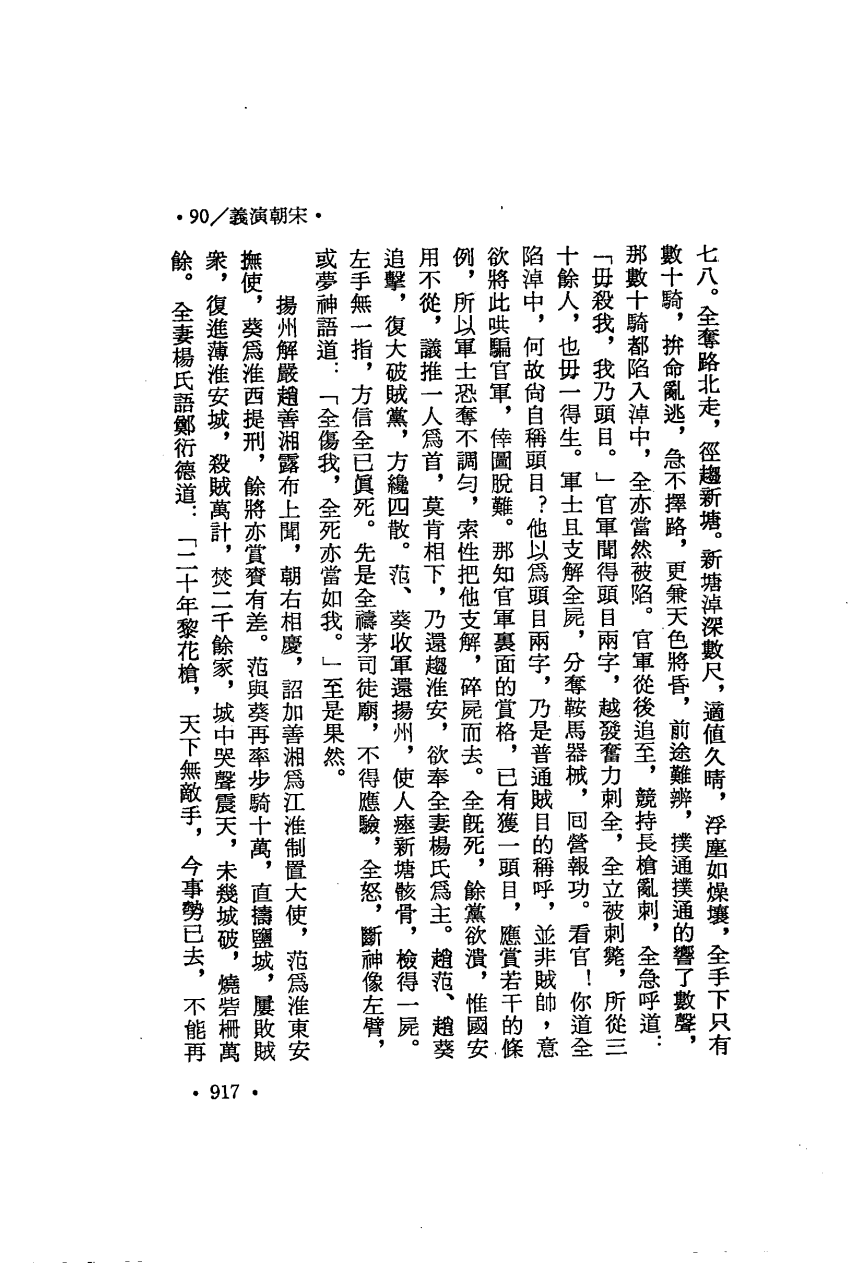 •90/義演朝宋•
七八。全奪路北走，徑趨新塘。新塘淖深數尺，適值久晴，浮塵如燥壤，全手下只有
數十騎，拚命亂逃，急不擇路，更兼天色將昏，前途難辨，撲通撲通的響了數聲，
那數十騎都陷入淖中，全亦當然被陷。官軍從後追至，競持長槍亂刺，全急呼道：
「毋殺我，我乃頭目。」官軍聞得頭目兩字，越發奮力刺全，全立被刺斃，所從三
十餘人，也毋一得生。軍士且支解全屍，分奪鞍馬器械，回營報功。看官！你道全
陷淖中，何故尙自稱頭目？他以爲頭目兩字，乃是普通賊目的稱呼，並非賊帥，意
欲將此哄騙官軍，倖圖脫難。那知官軍裏面的賞格，已有獲一頭目，應賞若干的條
例，所以軍士恐奪不調勻，索性把他支解，碎屍而去。全旣死，餘黨欲潰，惟國安
用不從，議推一人爲首，莫肯相下，乃還趨淮安，欲奉全妻楊氏爲主。趙范、趙葵
追擊，復大破賊黨，方纔四散。范、葵收軍還揚州，使人瘞新塘骸骨，檢得一屍。
左手無一指，方信全已眞死。先是全禱茅司徒廟，不得應驗，全怒，斷神像左臂，
或夢神語道：「全傷我，全死亦當如我。」至是果然。
揚州解嚴趙善湘露布上聞，朝右相慶，詔加善湘爲江淮制置大使，范爲淮東安
撫使，葵爲淮西提刑，餘將亦賞賚有差。范與葵再率步騎十萬，直擣鹽城，屢敗賊
衆，復進薄淮安城，殺賊萬計，焚二千餘家，城中哭聲震天，未幾城破，燒砦柵萬
餘。全妻楊氏語鄭衍德道：「二十年黎花槍，天下無敵手，今事勢已去，不能再
•917•